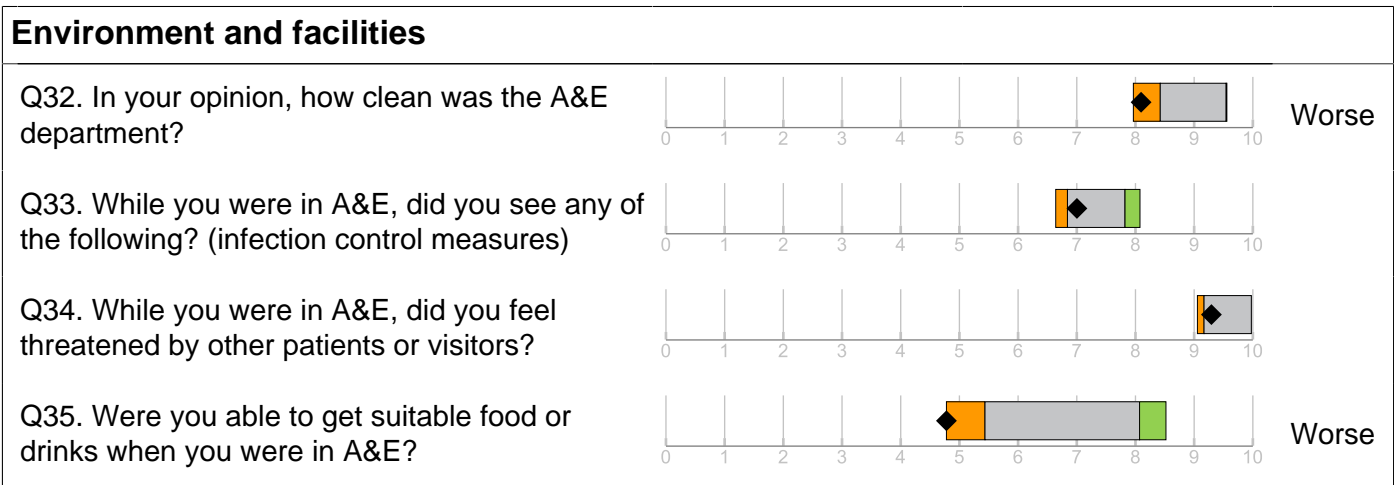 Environment and facilities
Q32. In your opinion, how clean was the A&E
department?
0 1 2 3 4 5 6 7 8 9 10
Worse
Q33. While you were in A&E, did you see any of
the following? (infection control measures)
0 1 2 3 4 5 6 7 8 9 10
Q34. While you were in A&E, did you feel
threatened by other patients or visitors?
0 1 2 3 4 5 6 7 8 9 10
Q35. Were you able to get suitable food or
drinks when you were in A&E?
0 1 2 3 4 5 6 7 8 9 10
Worse